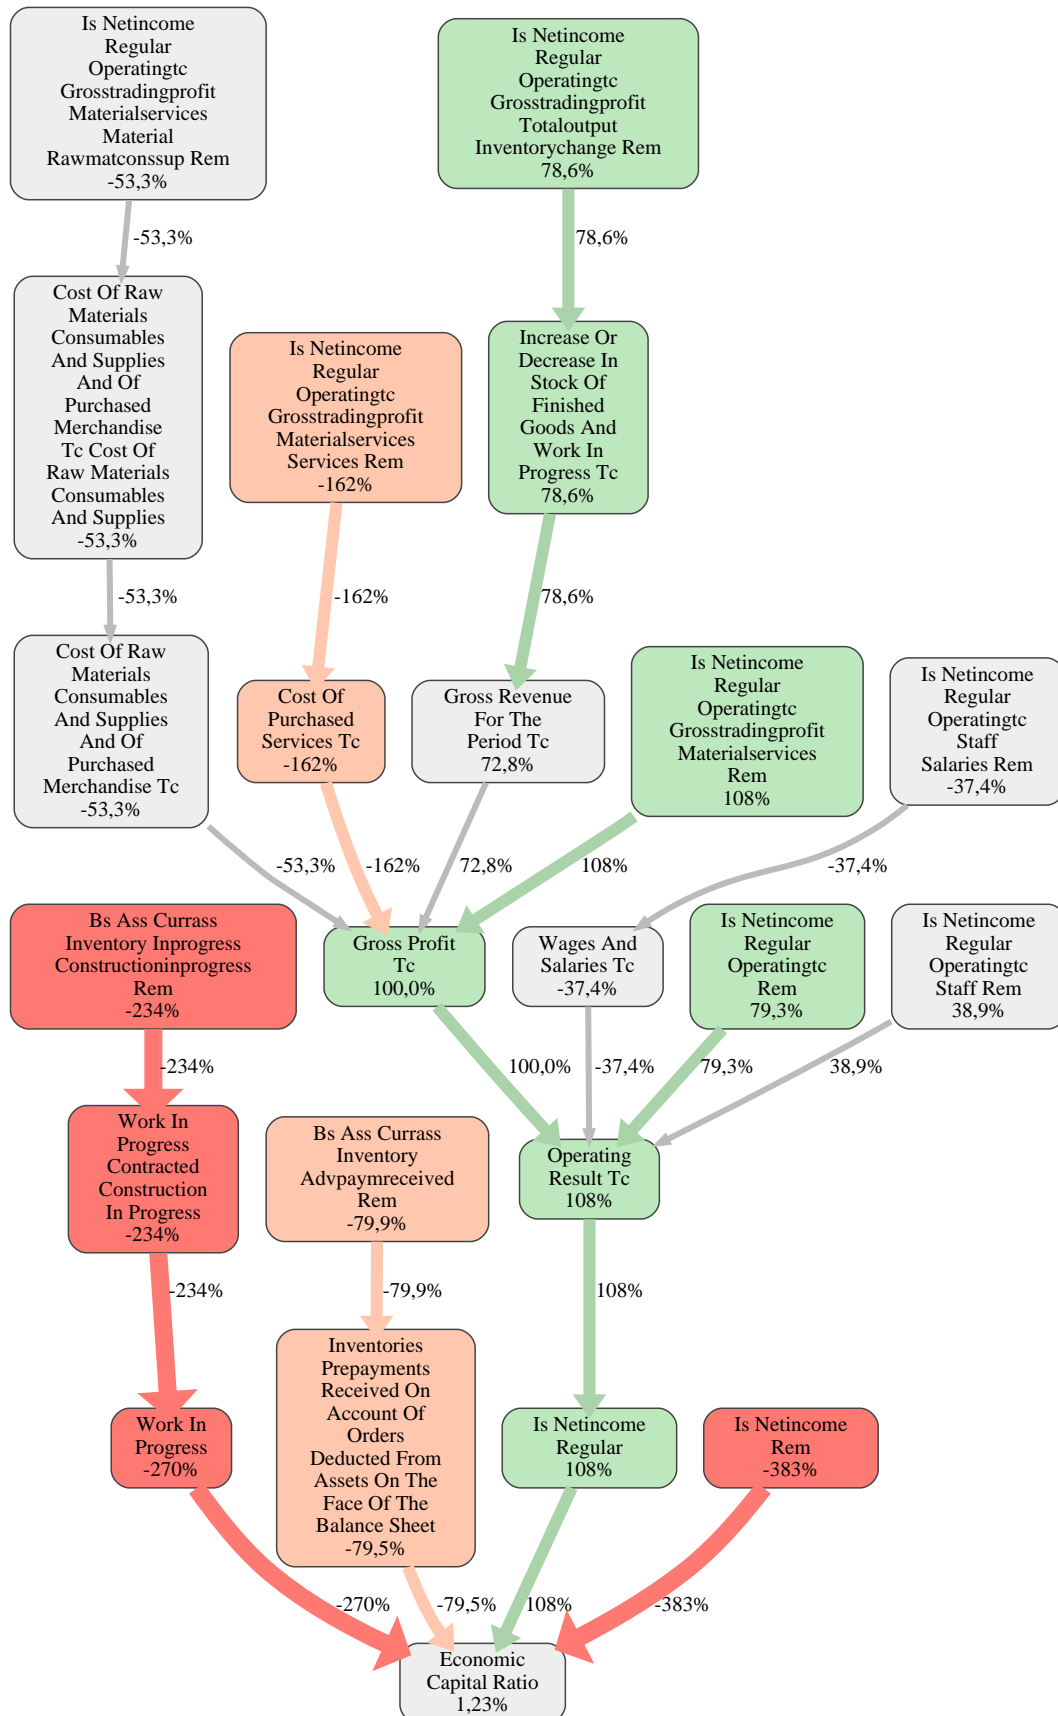 Is Netincome
Regular
Operatingtc
Grosstradingprofit
Materialservices
Material
Rawmatconssup Rem
-53,3%
Is Netincome
Regular
Operatingtc
Grosstradingprofit
Totaloutput
Inventorychange Rem
78,6%
-53,3%
78,6%
Cost Of Raw
Materials
Consumables
And Supplies
And Of
Purchased
Merchandise
Tc Cost Of
Raw Materials
Consumables
And Supplies
-53,3%
Is Netincome
Regular
Operatingtc
Grosstradingprofit
Materialservices
Services Rem
-162%
Increase Or
Decrease In
Stock Of
Finished
Goods And
Work In
Progress Tc
78,6%
-53,3%
-162%
78,6%
Cost Of Raw
Materials
Consumables
And Supplies
And Of
Purchased
Merchandise Tc
-53,3%
Cost Of
Purchased
Services Tc
-162%
Gross Revenue
For The
Period Tc
72,8%
Is Netincome
Regular
Operatingtc
Grosstradingprofit
Materialservices
Rem
108%
Is Netincome
Regular
Operatingtc
Staff
Salaries Rem
-37,4%
-53,3%
-162%
72,8%
108%
-37,4%
Bs Ass Currass
Inventory Inprogress
Constructioninprogress
Rem
-234%
Gross Profit
Tc
100,0%
Wages And
Salaries Tc
-37,4%
Is Netincome
Regular
Operatingtc
Rem
79,3%
Is Netincome
Regular
Operatingtc
Staff Rem
38,9%
-234%
100,0%
-37,4%
79,3%
38,9%
Work In
Progress
Contracted
Construction
In Progress
-234%
Bs Ass Currass
Inventory
Advpaymreceived
Rem
-79,9%
Operating
Result Tc
108%
-234%
-79,9%
108%
Work In
Progress
-270%
Inventories
Prepayments
Received On
Account Of
Orders
Deducted From
Assets On The
Face Of The
Balance Sheet
-79,5%
Is Netincome
Regular
108%
Is Netincome
Rem
-383%
-270%
-79,5%
108%
-383%
Economic
Capital Ratio
1,23%